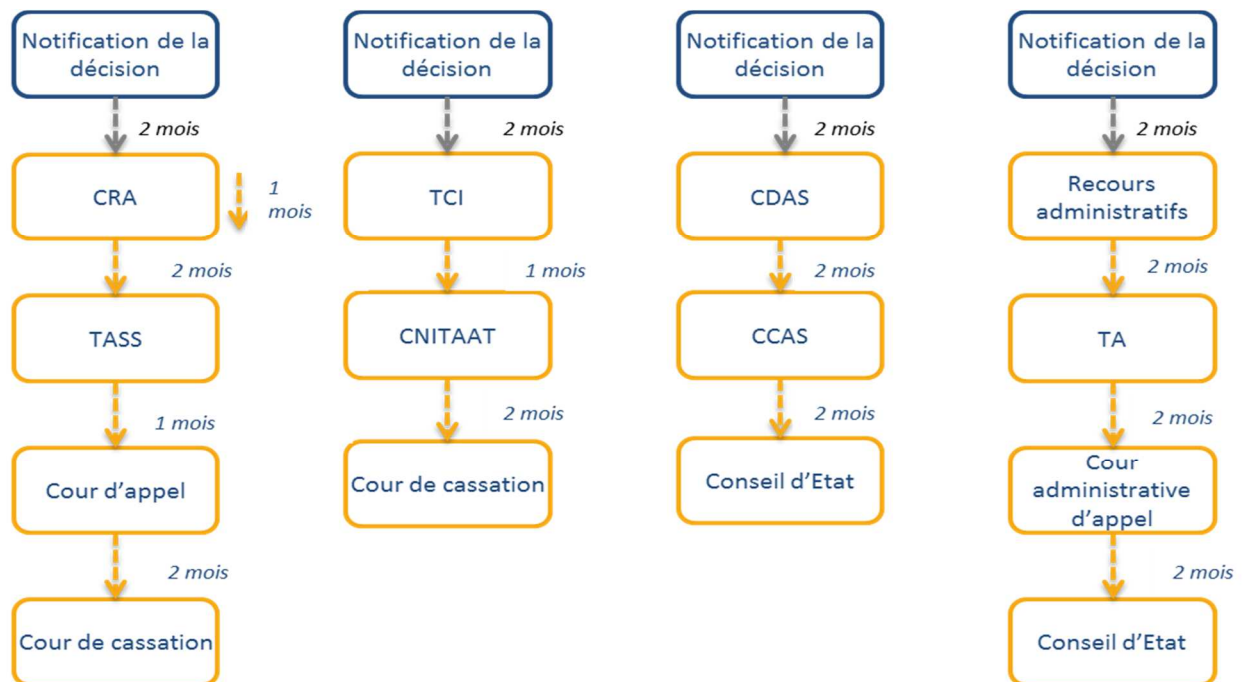 Notification de la
décision
2 mois
CRA
1
mois
2 mois
TASS
1 mois
Cour d’appel
2 mois
Cour de cassation
Notification de la
décision
2 mois
TCI
1 mois
CNITAAT
2 mois
Cour de cassation
Notification de la
décision
2 mois
CDAS
2 mois
CCAS
2 mois
Conseil d’Etat
Notification de la
décision
2 mois
Recours
administratifs
2 mois
TA
2 mois
Cour
administrative
d’appel
2 mois
Conseil d’Etat